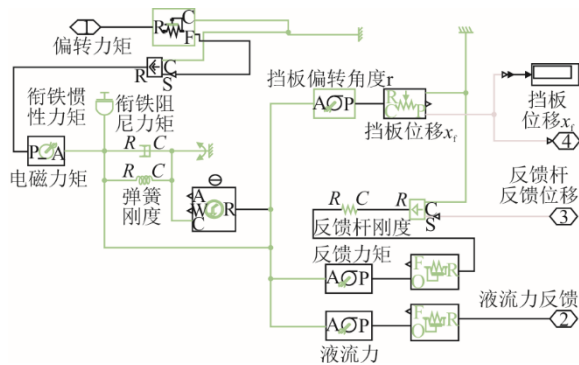 1
C
R
F
偏转力矩
R
C
S
衔铁惯
性力矩
衔铁阻
尼力矩
R C
P A
电磁力矩
R C
弹簧
刚度
Θ
A
W R
C
挡板偏转角度r
A P
R
C P
挡板位移xf
挡板
位移xf
4
反馈杆
反馈位移
3
R C
R
C
S
反馈杆刚度
反馈力矩
A P
F
O R
液流力反馈
2
A P
F
O R
液流力